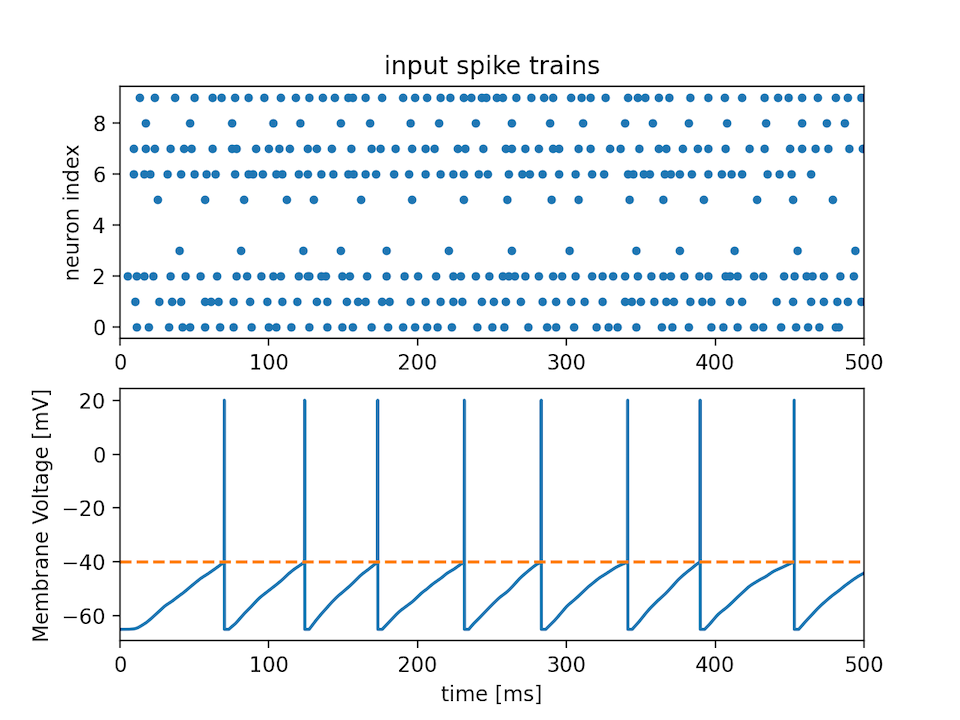 input spike trains
neuron index
8
6
4
2
0
0 100 200 300 400 500
Membrane Voltage [mV]
20
0
−20
−40
−60
0 100 200 300 400 500
time [ms]